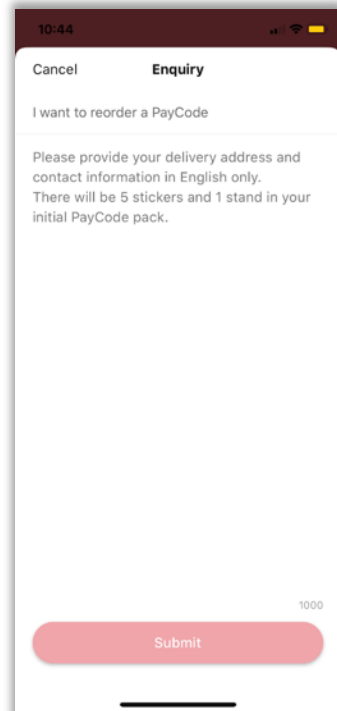 10:44
Cancel Enquiry
I want to reorder a PayCode
Please provide your delivery address and
contact information in English only.
There will be 5 stickers and 1 stand in your
initial PayCode pack.
1000
Submit